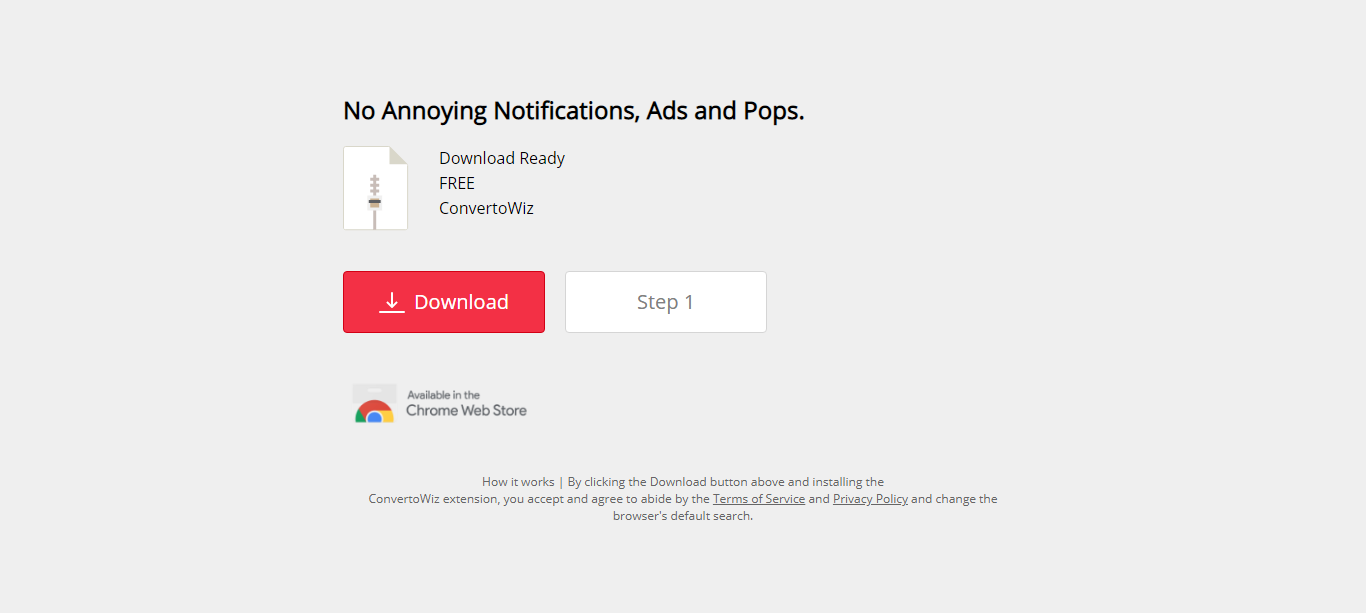 No Annoying Notifications, Ads and Pops.
Download Ready
FREE
ConvertoWiz
Download
Step 1
Available in the
Chrome Web Store
How it works | By clicking the Download button above and installing the
ConvertoWiz extension, you accept and agree to abide by the Terms of Service and Privacy Policy and change the
browser's default search.